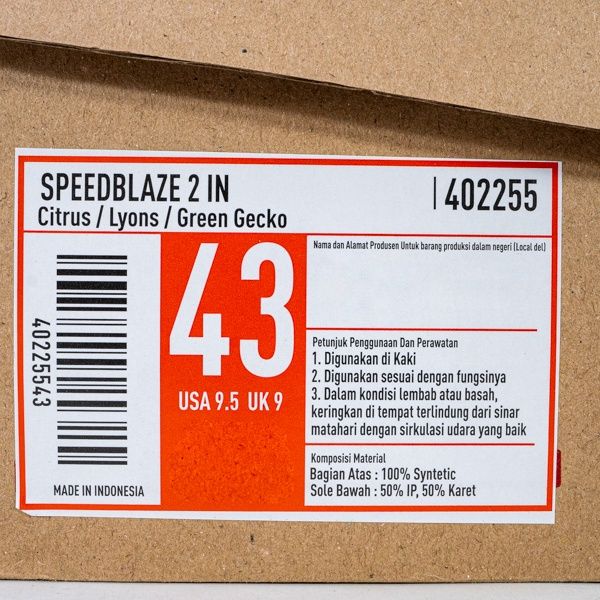 SPEEDBLAZE 2 IN
| 402255
Citrus / Lyons / Green Gecko
40225543
MADE IN INDONESIA
43
USA 9.5 UK 9
Nama dan Alamat Produsen Untuk barang produksi dalam negeri (Local del)
Petunjuk Penggunaan Dan Perawatan
1. Digunakan di Kaki
2. Digunakan sesuai dengan fungsinya
3. Dalam kondisi lembab atau basah,
keringkan di tempat terlindung dari sinar
matahari dengan sirkulasi udara yang baik
Komposisi Material
Bagian Atas : 100% Syntetic
Sole Bawah : 50% IP, 50% Karet